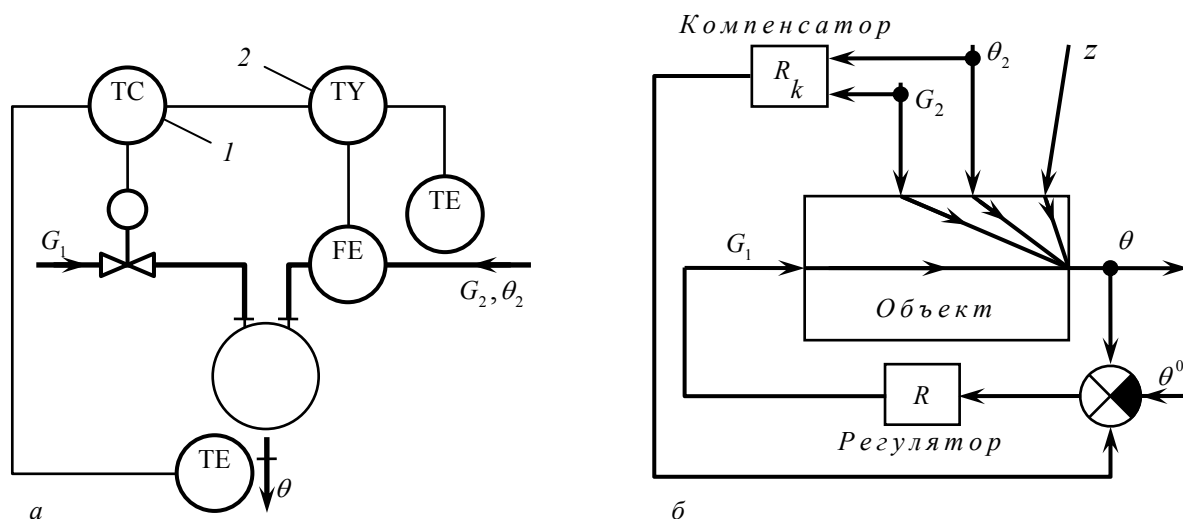 TC
2
TY
1
TE
G₁
FE
G₂, θ₂
TE
θ
а
Компенсатор
R_k
θ₂
z
G₂
G₁
θ
Объект
R
θ⁰
Регулятор
б